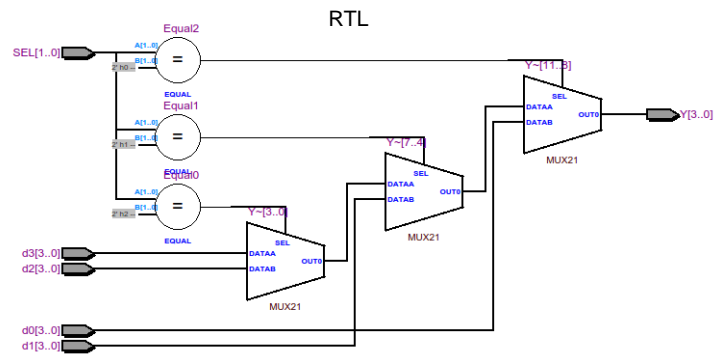 RTL
Equal2
SEL[1..0]
A[1..0]
2' h0 --
B[1..0]
=
EQUAL
Y~[11..8]
SEL
DATAA
DATAB
OUT0
MUX21
Y[3..0]
Equal1
A[1..0]
2' h1 --
B[1..0]
=
EQUAL
Y~[7..4]
SEL
DATAA
DATAB
OUT0
MUX21
Equal0
A[1..0]
2' h2 --
B[1..0]
=
EQUAL
Y~[3..0]
SEL
d3[3..0]
DATAA
d2[3..0]
DATAB
OUT0
MUX21
d0[3..0]
d1[3..0]